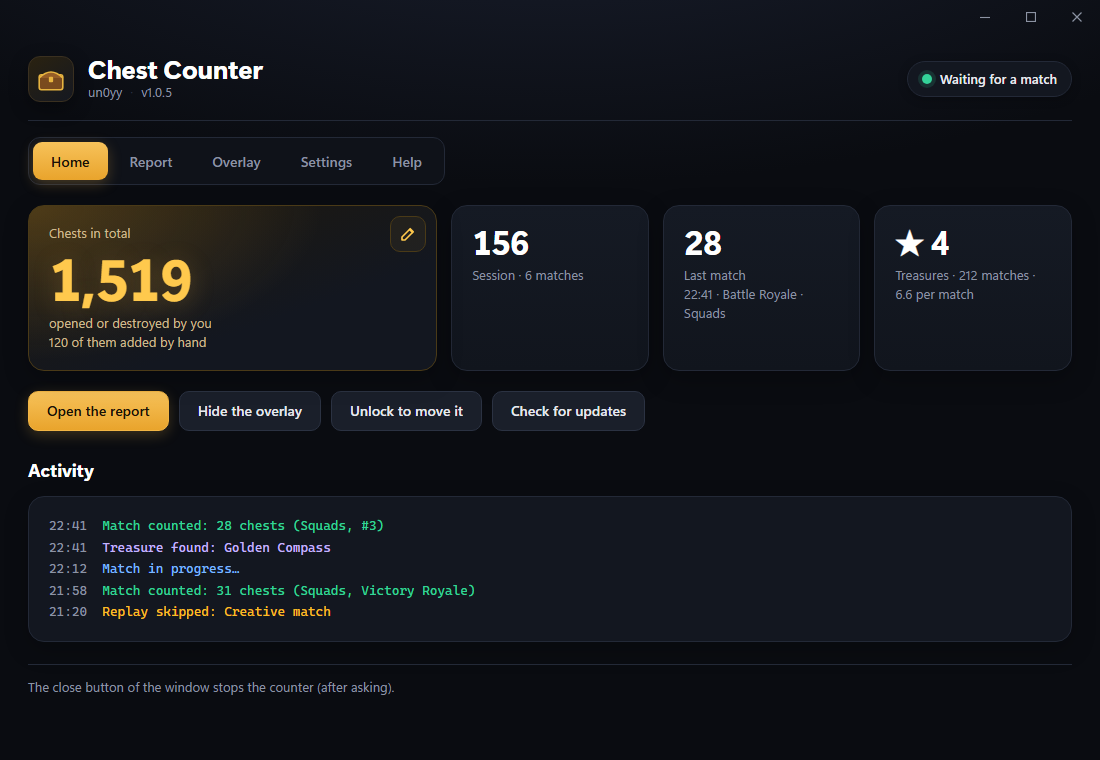 Chest Counter
un0yy · v1.0.5
Waiting for a match
Home
Report
Overlay
Settings
Help
Chests in total
1,519
opened or destroyed by you
120 of them added by hand
156
Session · 6 matches
28
Last match
22:41 · Battle Royale ·
Squads
★ 4
Treasures · 212 matches ·
6.6 per match
Open the report
Hide the overlay
Unlock to move it
Check for updates
Activity
22:41 Match counted: 28 chests (Squads, #3)
22:41 Treasure found: Golden Compass
22:12 Match in progress…
21:58 Match counted: 31 chests (Squads, Victory Royale)
21:20 Replay skipped: Creative match
The close button of the window stops the counter (after asking).